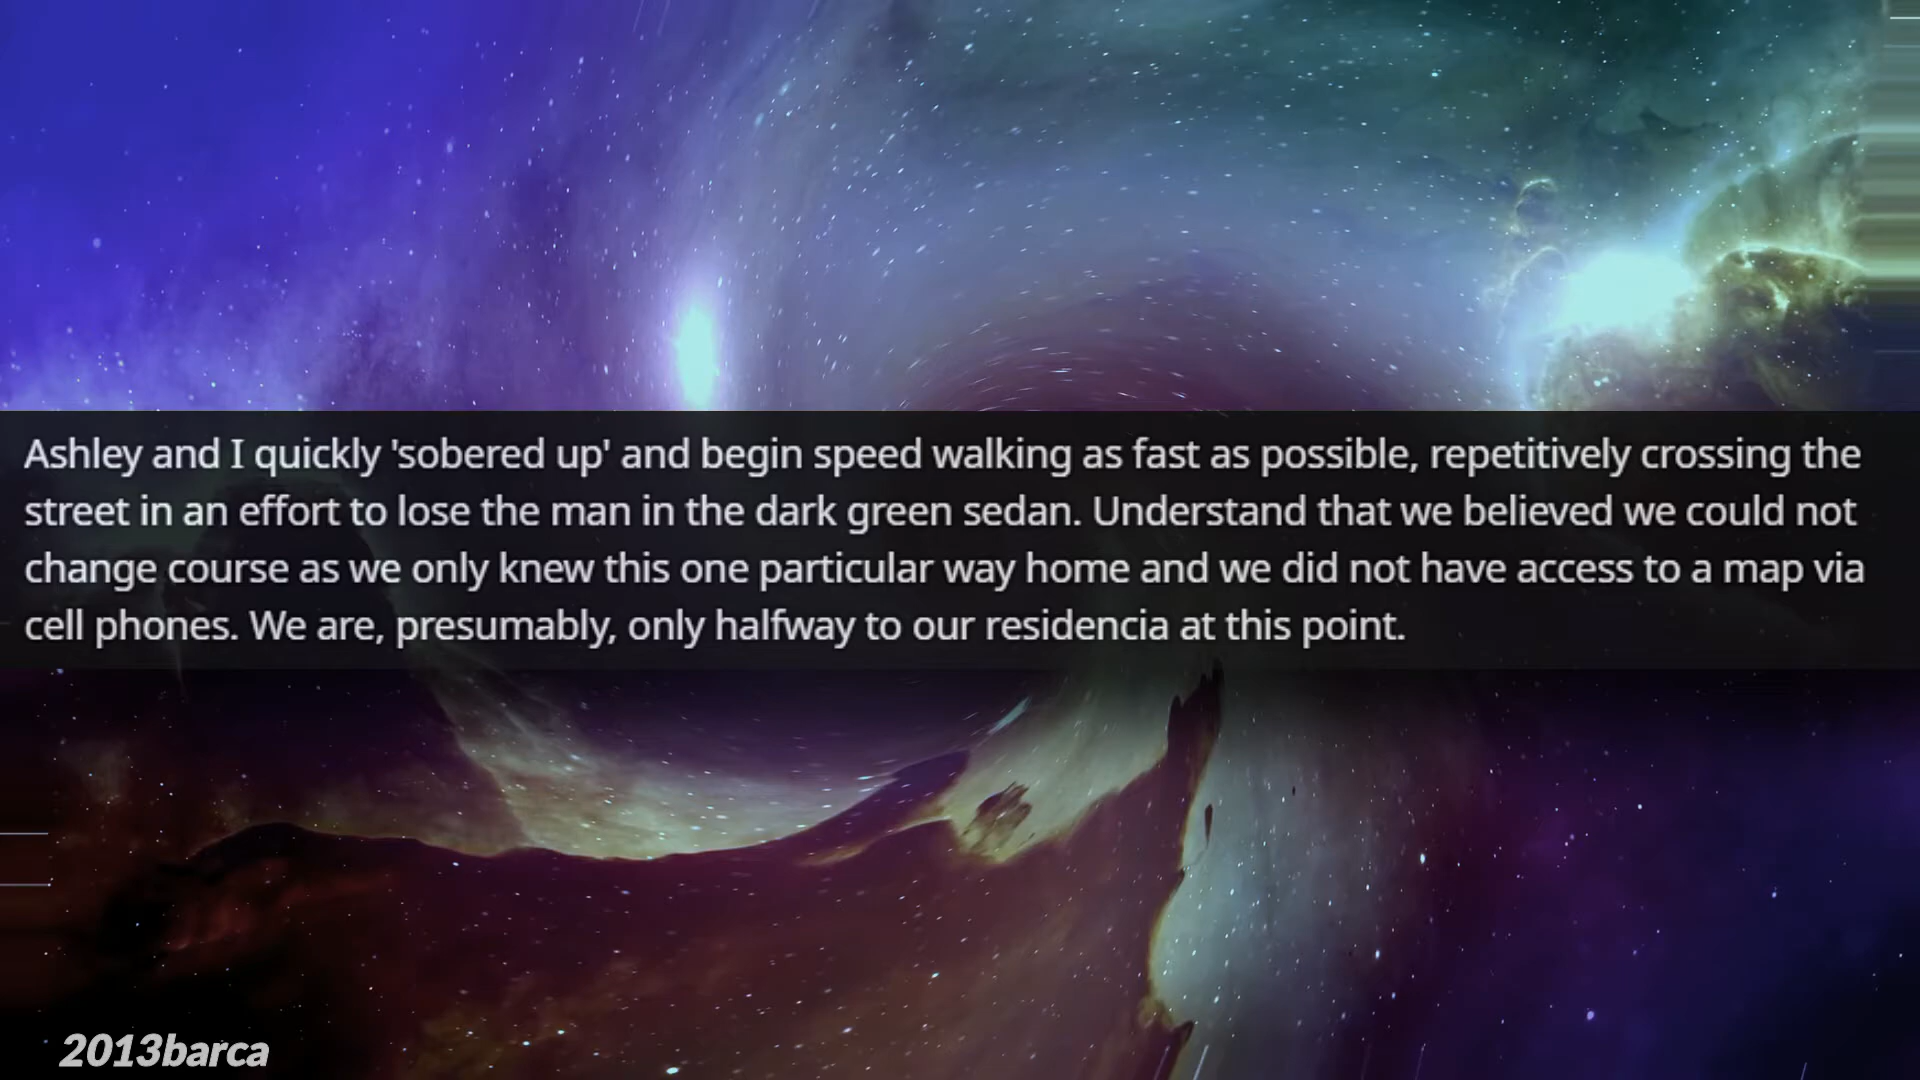 Ashley and I quickly 'sobered up' and begin speed walking as fast as possible, repetitively crossing the
street in an effort to lose the man in the dark green sedan. Understand that we believed we could not
change course as we only knew this one particular way home and we did not have access to a map via
cell phones. We are, presumably, only halfway to our residencia at this point.
2013barca